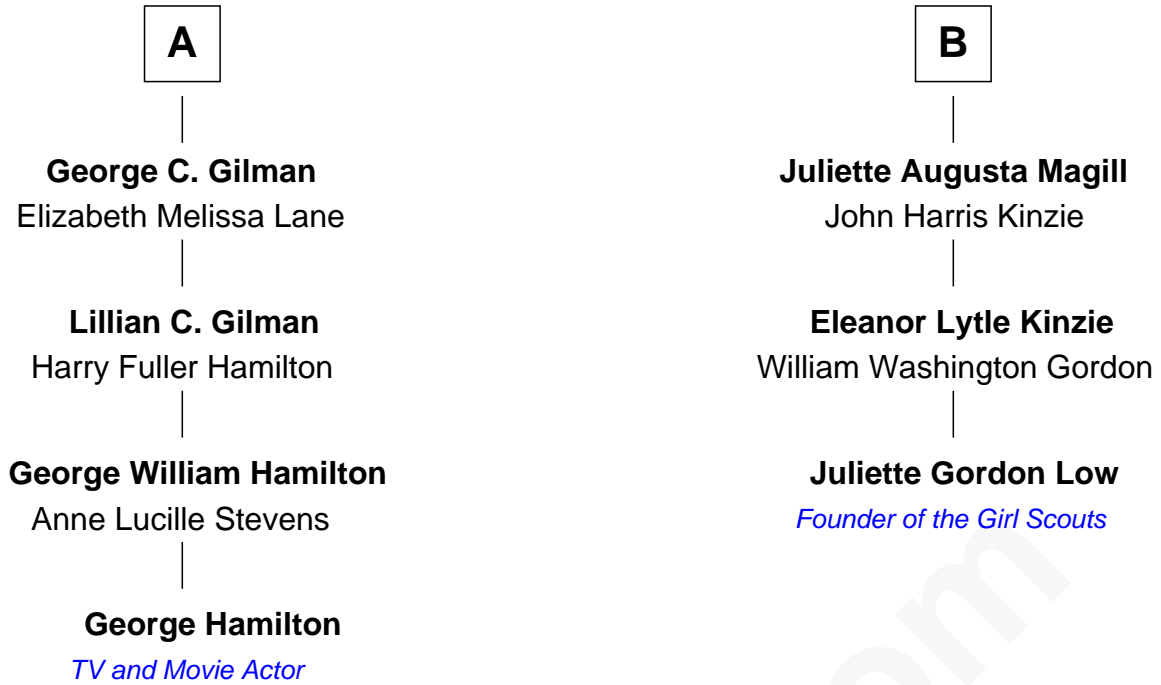 A
George C. Gilman
Elizabeth Melissa Lane
Lillian C. Gilman
Harry Fuller Hamilton
George William Hamilton
Anne Lucille Stevens
George Hamilton
TV and Movie Actor
B
Juliette Augusta Magill
John Harris Kinzie
Eleanor Lytle Kinzie
William Washington Gordon
Juliette Gordon Low
Founder of the Girl Scouts
om